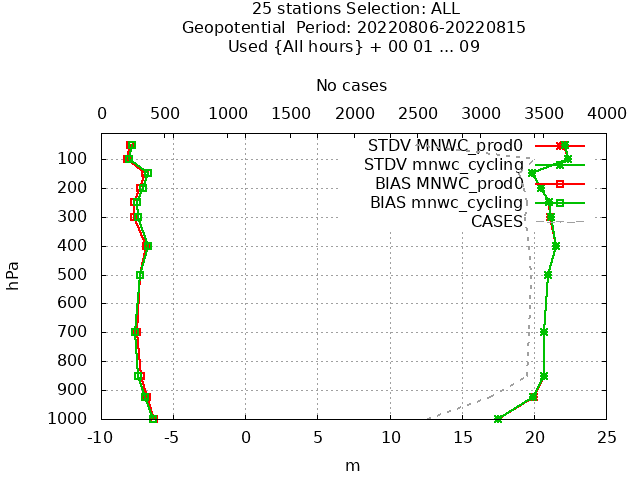 25 stations Selection: ALL
Geopotential  Period: 20220806-20220815
Used {All hours} + 00 01 ... 09
No cases
0 500 1000 1500 2000 2500 3000 3500 4000
STDV MNWC_prod0
STDV mnwc_cycling
BIAS MNWC_prod0
BIAS mnwc_cycling
CASES
hPa
100
200
300
400
500
600
700
800
900
1000
-10 -5 0 5 10 15 20 25
m